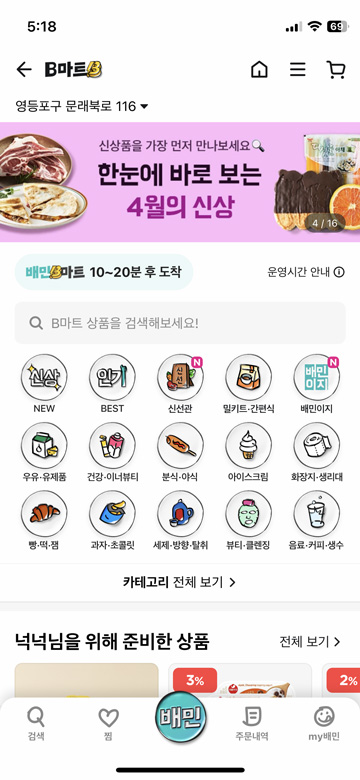 5:18
69
B마트 B
영등포구 문래북로 116
신상품을 가장 먼저 만나보세요
한눈에 바로 보는
4월의 신상
4 / 16
배민B마트 10~20분 후 도착
운영시간 안내
B마트 상품을 검색해보세요!
신상 인기 신선 N 배민이지 N
NEW BEST 신선관 밀키트·간편식 배민이지
우유·유제품 건강·이너뷰티 분식·야식 아이스크림 화장지·생리대
빵·떡·잼 과자·초콜릿 세제·방향·탈취 뷰티·클렌징 음료·커피·생수
카테고리 전체 보기
넉넉님을 위해 준비한 상품
전체 보기
3% 2%
배민
검색 찜 주문내역 my배민